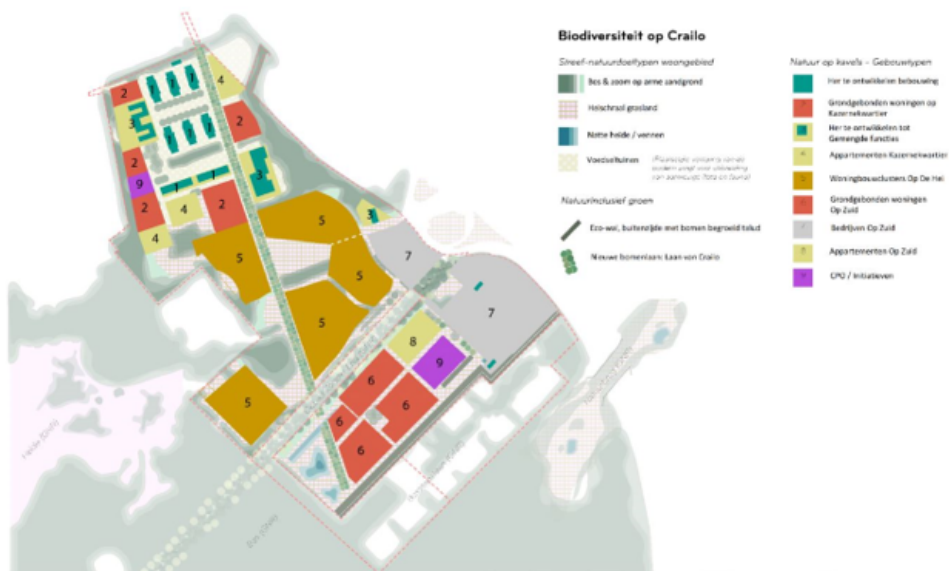 Biodiversiteit op Crailo
Streef-natuurdoeltypen woongebied
Bos & zoom op arme zandgrond
Heischraal grasland
Natte heide / vennen
Voedseltuinen
Natuurinclusief groen
Eco-wal, buitenzijde met bomen begroeid talud
Nieuwe bomenlaan: Laan van Crailo
Natuur op kavels - Gebouwtypen
Her te ontwikkelen bebouwing
Grondgebonden woningen op
Kazernekwartier
Her te ontwikkelen tot
Gemengde functies
Appartementen Kazernekwartier
Woningbouwclusters Op De Hei
Grondgebonden woningen
Op Zuid
Bedrijven Op Zuid
Appartementen Op Zuid
CPO / Initiatieven
1 1 1
4
2
3
2
1 1 1
2
9
1 1
3
2
4
2
4
5
3
5
7
5
5
7
8
9
6
6
5
6
6